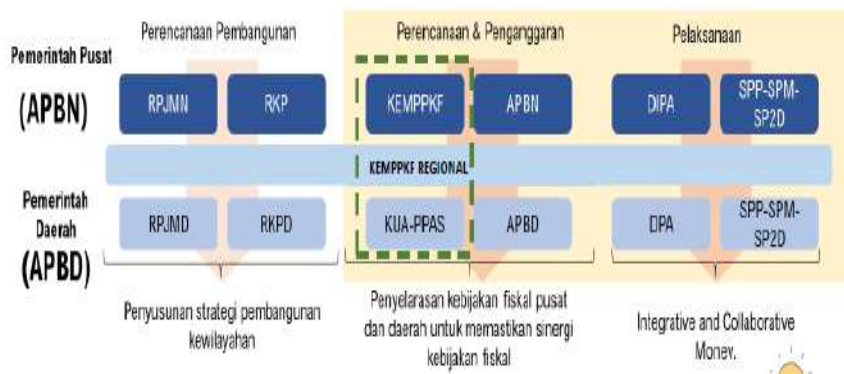 Perencanaan Pembangunan
Perencanaan & Penganggaran
Pelaksanaan
Pemerintah Pusat
(APBN)
RPJMN
RKP
KEMPPKF
APBN
DIPA
SPP-SPM-
SP2D
KEMPPKF REGIONAL
Pemerintah
Daerah
(APBD)
RPJMD
RKPD
KUA-PPAS
APBD
DPA
SPP-SPM-
SP2D
Penyusunan strategi pembangunan
kewilayahan
Penyelarasan kebijakan fiskal pusat
dan daerah untuk memastikan sinergi
kebijakan fiskal
Integrative and Collaborative
Monev.